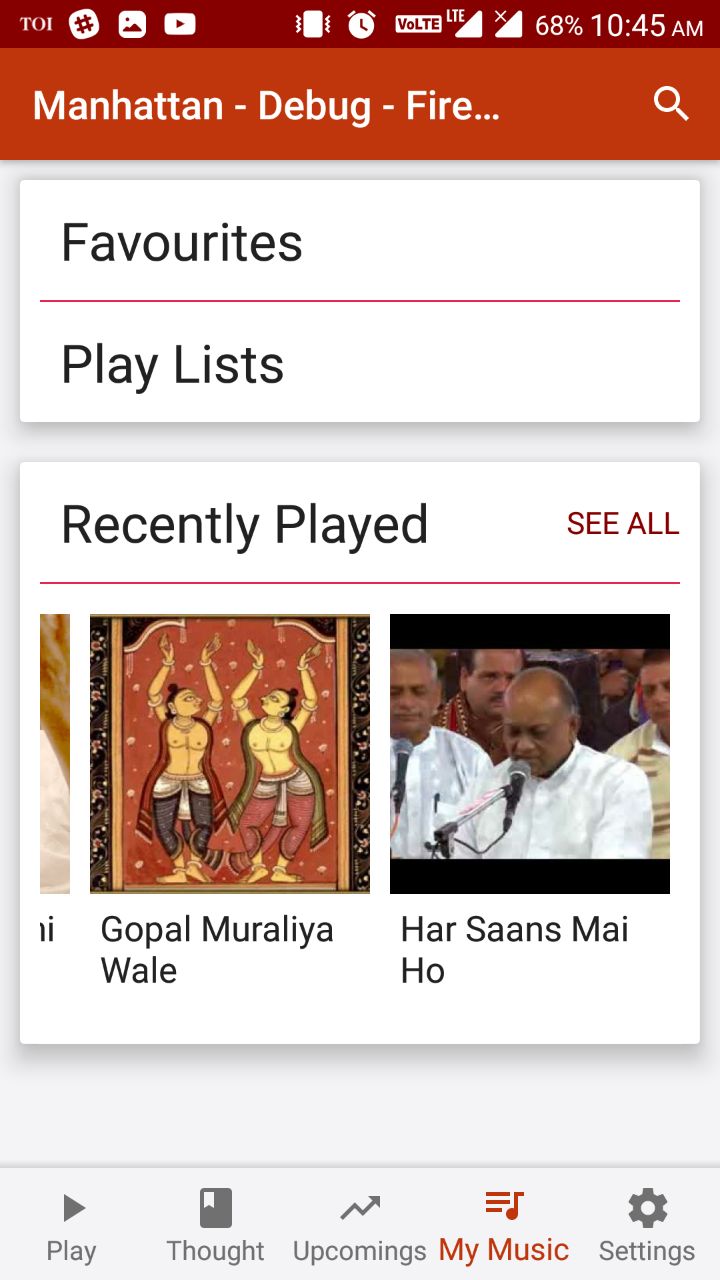 TOI
VoLTE LTE 68% 10:45 AM
Manhattan - Debug - Fire...
Favourites
Play Lists
Recently Played
SEE ALL
ni
Gopal Muraliya
Wale
Har Saans Mai
Ho
Play
Thought
Upcomings
My Music
Settings